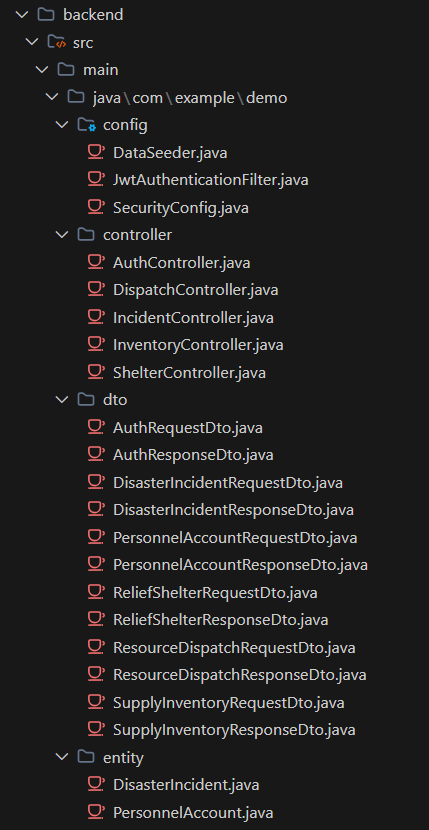 backend
src
main
java\com\example\demo
config
DataSeeder.java
JwtAuthenticationFilter.java
SecurityConfig.java
controller
AuthController.java
DispatchController.java
IncidentController.java
InventoryController.java
ShelterController.java
dto
AuthRequestDto.java
AuthResponseDto.java
DisasterIncidentRequestDto.java
DisasterIncidentResponseDto.java
PersonnelAccountRequestDto.java
PersonnelAccountResponseDto.java
ReliefShelterRequestDto.java
ReliefShelterResponseDto.java
ResourceDispatchRequestDto.java
ResourceDispatchResponseDto.java
SupplyInventoryRequestDto.java
SupplyInventoryResponseDto.java
entity
DisasterIncident.java
PersonnelAccount.java